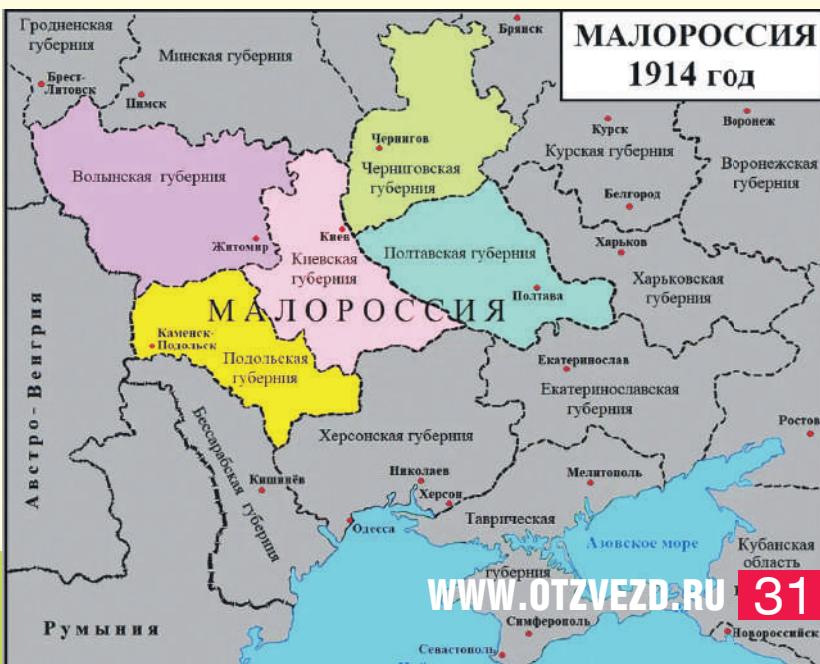 МАЛОРОССИЯ
1914 год
Гродненская
губерния
Минская губерния
Брянск
Брест-
Литовск
Пинск
Чернигов
Черниговская
губерния
Курск
Курская губерния
Воронеж
Воронежская
губерния
Волынская губерния
Белгород
Житомир
Киев
Киевская
губерния
Полтавская губерния
Харьков
Харьковская
губерния
Полтава
МАЛОРОССИЯ
Каменск-
Подольск
Подольская
губерния
Екатеринослав
Екатеринославская
губерния
Австро-Венгрия
Бессарабская губерния
Херсонская губерния
Ростов
Кишинёв
Николаев
Херсон
Мелитополь
Одесса
Таврическая
губерния
Азовское море
Кубанская
область
WWW.OTZVEZD.RU
31
Румыния
Симферополь
Новороссийск
Севастополь